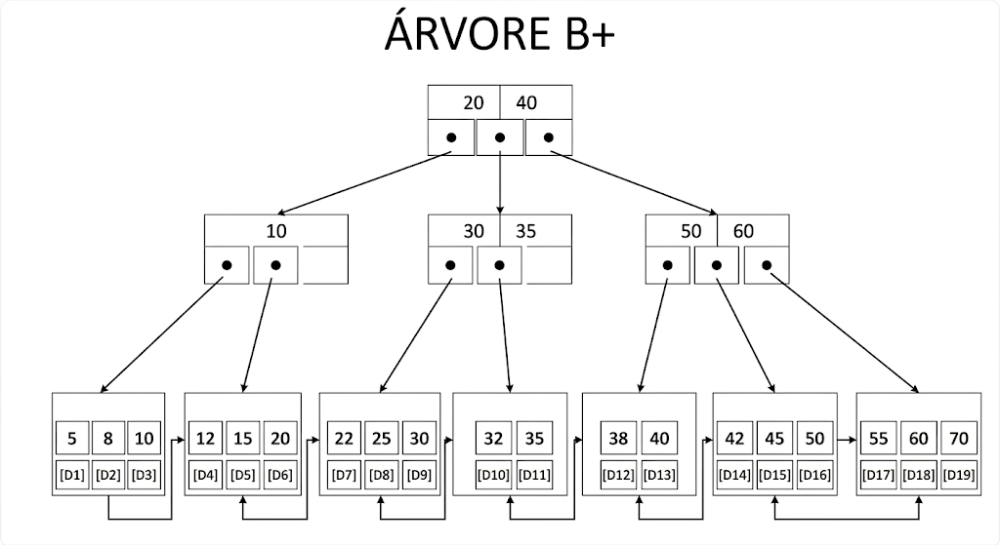 ÁRVORE B+
20 40
10
30 35
50 60
5 8 10
[D1] [D2] [D3]
12 15 20
[D4] [D5] [D6]
22 25 30
[D7] [D8] [D9]
32 35
[D10] [D11]
38 40
[D12] [D13]
42 45 50
[D14] [D15] [D16]
55 60 70
[D17] [D18] [D19]